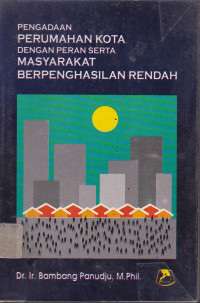 PENGADAAN
PERUMAHAN KOTA
DENGAN PERAN SERTA
MASYARAKAT
BERPENGHASILAN RENDAH
Dr. Ir. Bambang Panudju, M.Phil.